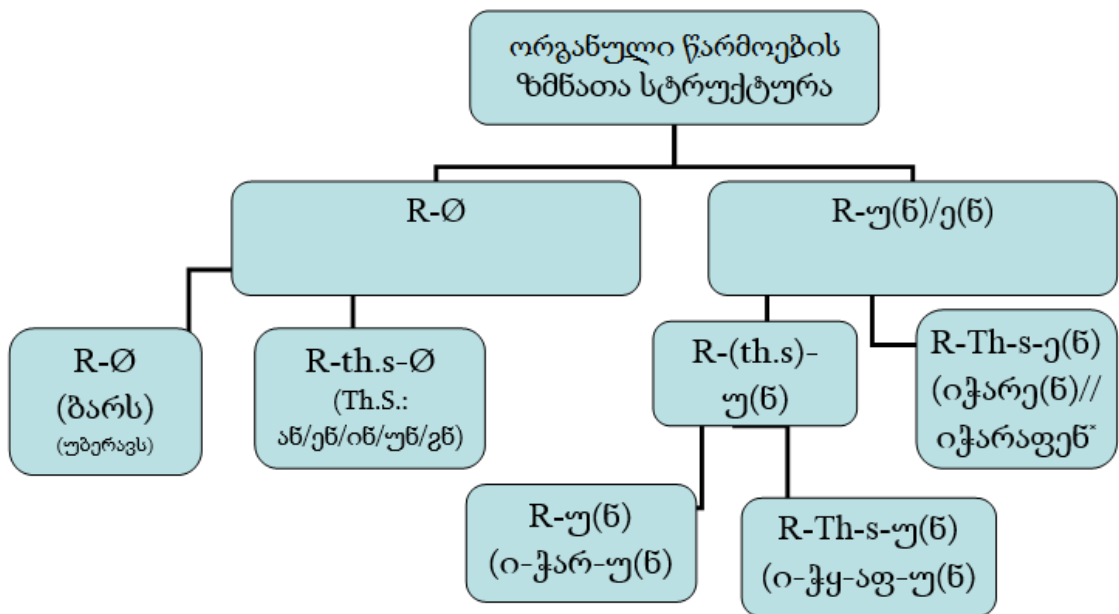 ორგანული წარმოების
ზმნათა სტრუქტურა
R-Ø
R-უ(ნ)/ე(ნ)
R-Ø
(ბარს)
(უბერავს)
R-th.s-Ø
(Th.S.:
ან/ენ/ინ/უნ/ჷნ)
R-(th.s)-
უ(ნ)
R-Th-s-ე(ნ)
(იჭარე(ნ)//
იჭარაფენ*
R-უ(ნ)
(ი-ჭარ-უ(ნ)
R-Th-s-უ(ნ)
(ი-ჭყ-აფ-უ(ნ)